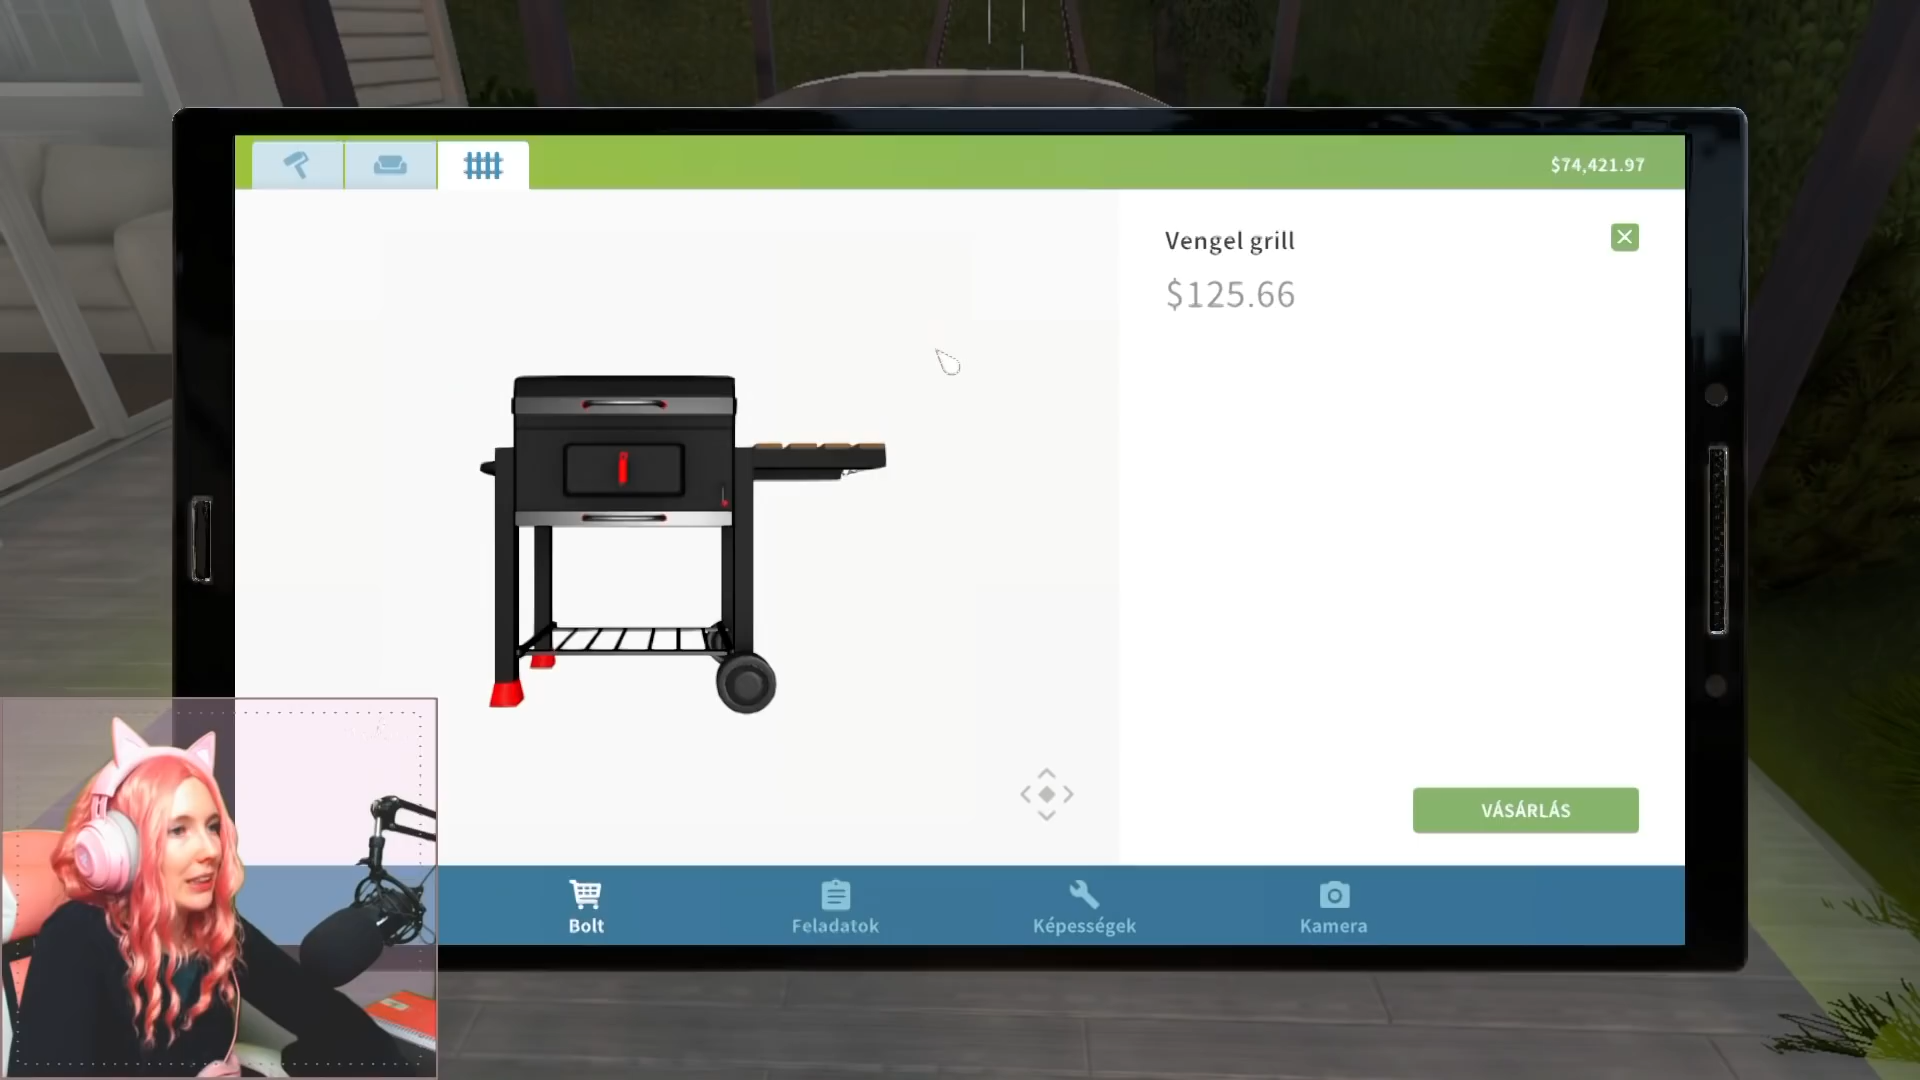 $74,421.97
Vengel grill
$125.66
VÁSÁRLÁS
Bolt
Feladatok
Képességek
Kamera